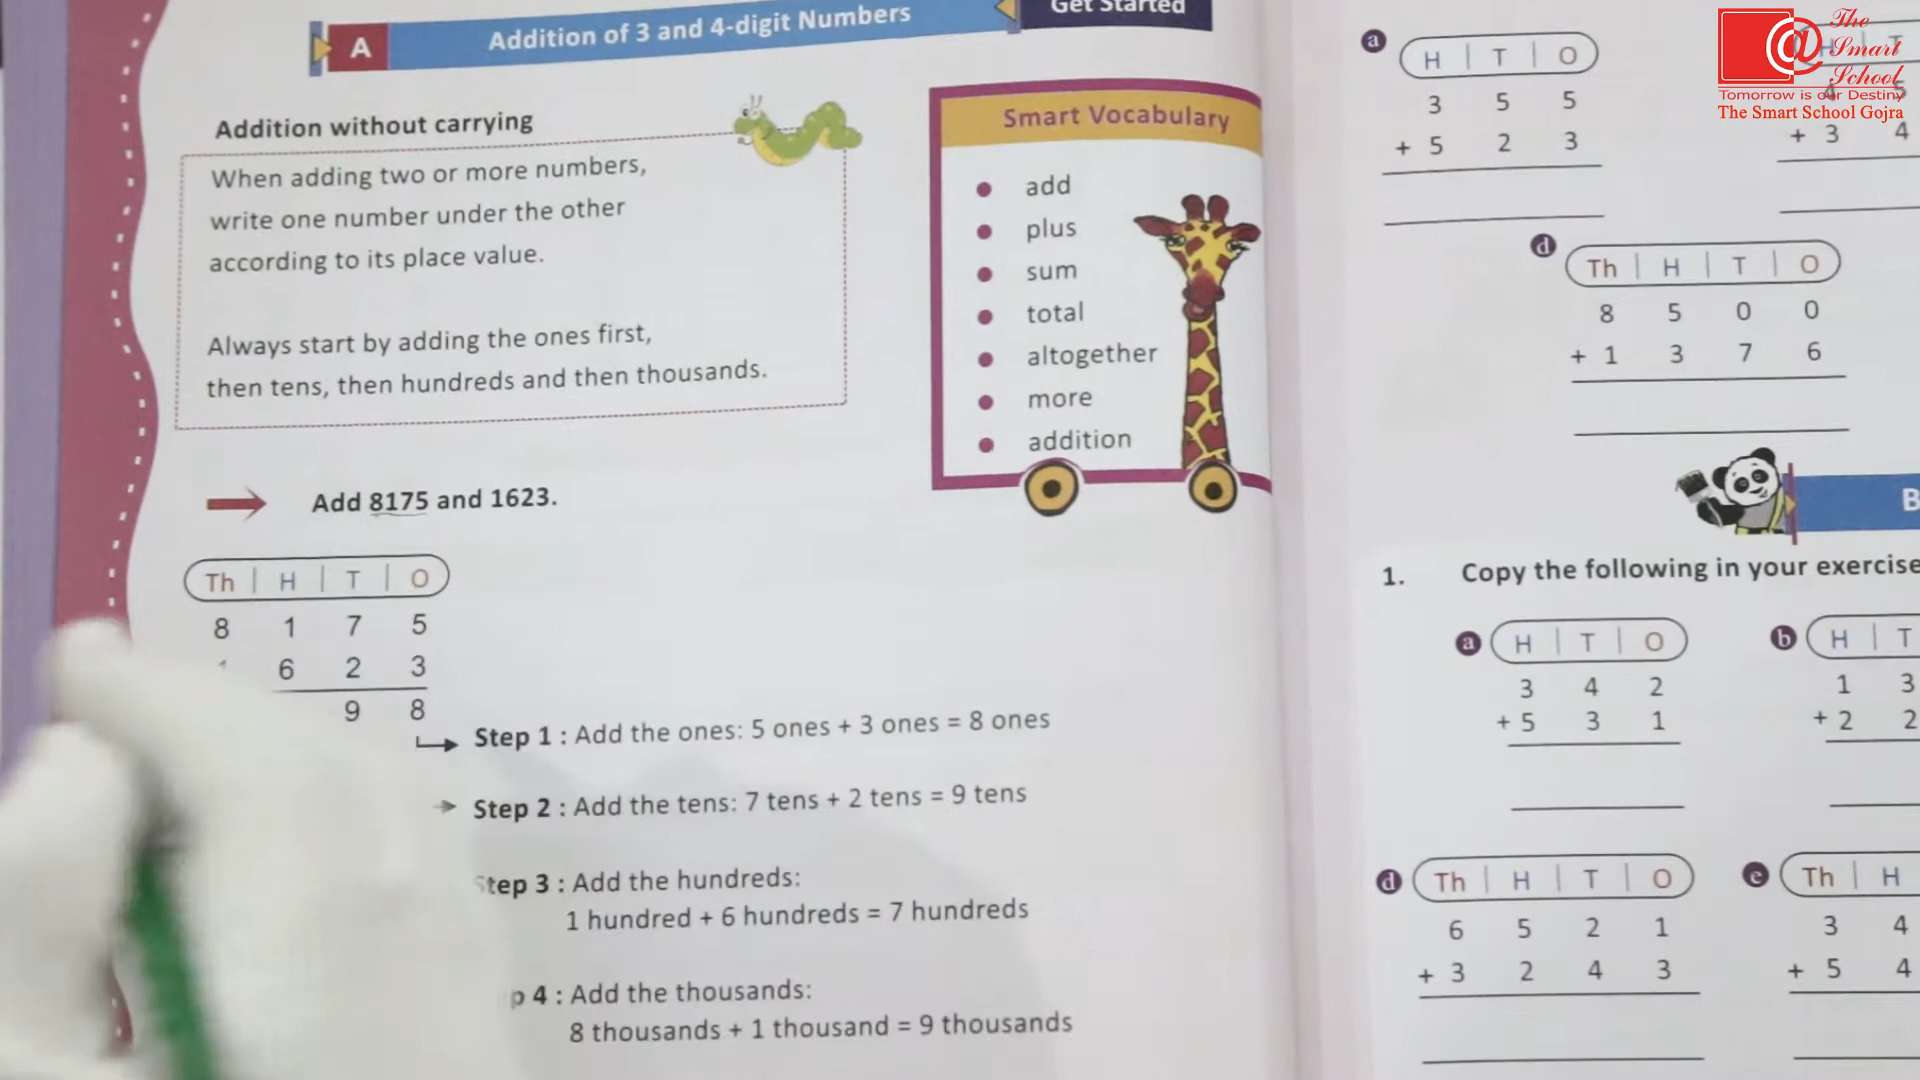 A
Addition of 3 and 4-digit Numbers
Get Started
Addition without carrying
When adding two or more numbers,
write one number under the other
according to its place value.
Always start by adding the ones first,
then tens, then hundreds and then thousands.
Smart Vocabulary
add
plus
sum
total
altogether
more
addition
Add 8175 and 1623.
Th | H | T | O
8 1 7 5
6 2 3
9 8
Step 1 : Add the ones: 5 ones + 3 ones = 8 ones
Step 2 : Add the tens: 7 tens + 2 tens = 9 tens
Step 3 : Add the hundreds:
1 hundred + 6 hundreds = 7 hundreds
p 4 : Add the thousands:
8 thousands + 1 thousand = 9 thousands
a
H | T | O
3 5 5
+ 5 2 3
+ 3 4
d
Th | H | T | O
8 5 0 0
+ 1 3 7 6
B
1. Copy the following in your exercise
a
H | T | O
3 4 2
+ 5 3 1
b
H | T
1 3
+ 2 2
d
Th | H | T | O
6 5 2 1
+ 3 2 4 3
e
Th | H
3 4
+ 5 4
The
Smart
School
Tomorrow is our Destiny
The Smart School Gojra